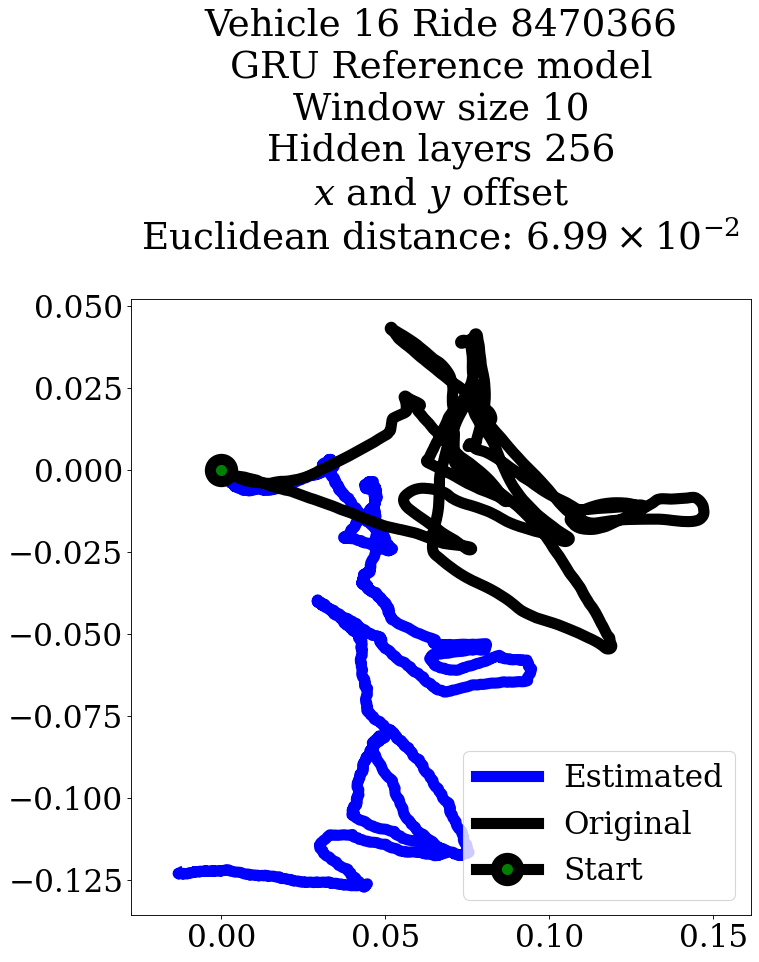 Vehicle 16 Ride 8470366
GRU Reference model
Window size 10
Hidden layers 256
x and y offset
Euclidean distance: 6.99 × 10⁻²
0.050
0.025
0.000
−0.025
−0.050
−0.075
−0.100
−0.125
Estimated
Original
Start
0.00 0.05 0.10 0.15